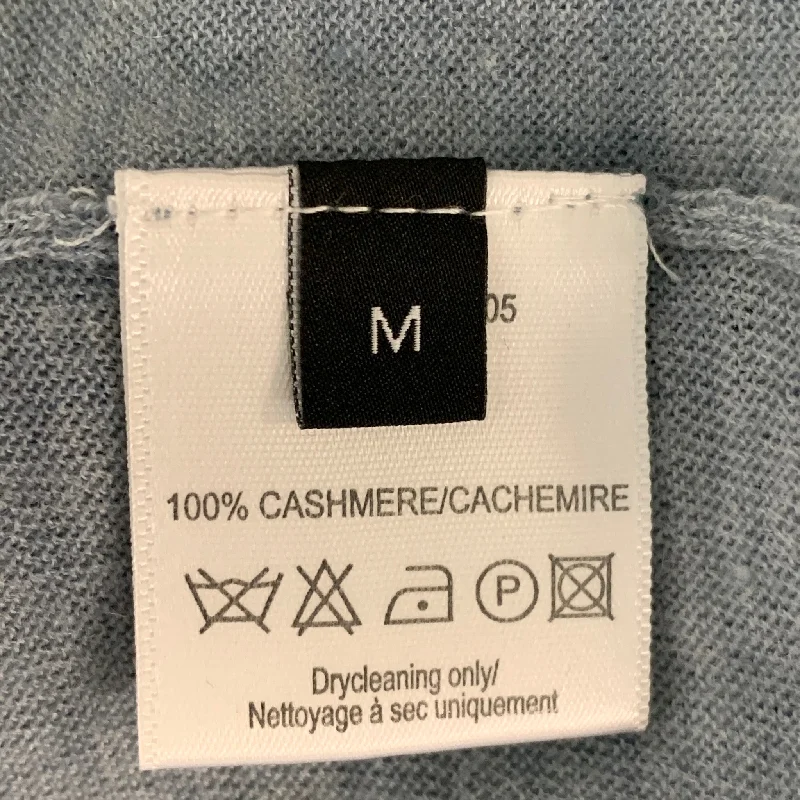 M
05
100% CASHMERE/CACHEMIRE
P
Drycleaning only/
Nettoyage à sec uniquement